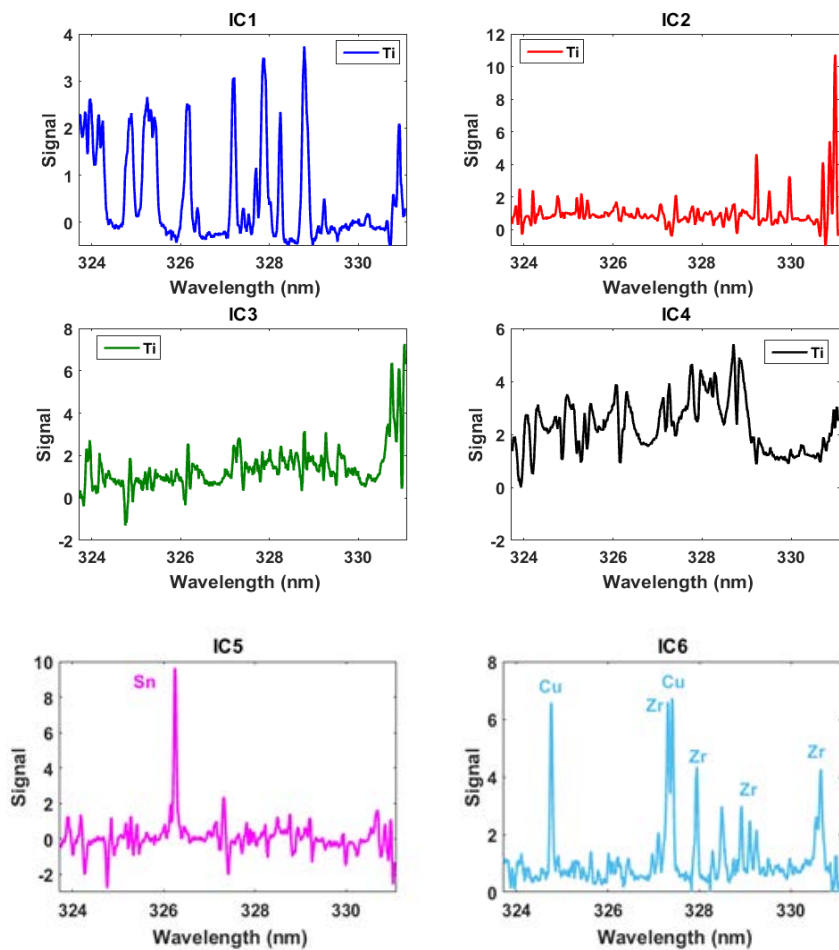 IC1
4
3
2
1
0
Signal
Ti
324 326 328 330
Wavelength (nm)
IC2
12
10
8
6
4
2
0
Signal
Ti
324 326 328 330
Wavelength (nm)
IC3
8
6
4
2
0
-2
Signal
Ti
324 326 328 330
Wavelength (nm)
IC4
6
4
2
0
-2
Signal
Ti
324 326 328 330
Wavelength (nm)
IC5
10
8
6
4
2
0
-2
Signal
Sn
324 326 328 330
Wavelength (nm)
IC6
8
6
4
2
0
Signal
Cu
Cu
Zr
Zr
Zr
Zr
324 326 328 330
Wavelength (nm)